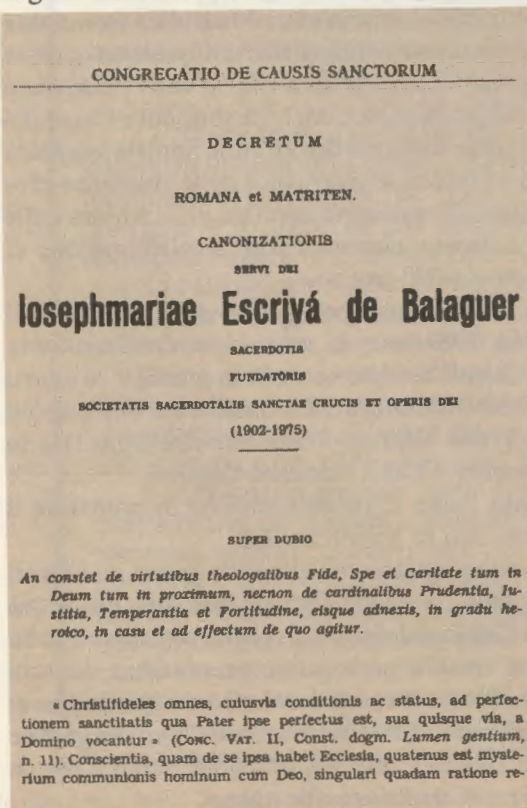 CONGREGATIO DE CAUSIS SANCTORUM
DECRETUM
ROMANA et MATRITEN.
CANONIZATIONIS
SERVI DEI
Iosephmariae Escrivá de Balaguer
SACERDOTIS
FUNDATORIS
SOCIETATIS SACERDOTALIS SANCTAE CRUCIS ET OPERIS DEI
(1902-1975)
SUPER DUBIO
An constet de virtutibus theologalibus Fide, Spe et Caritate tum in
Deum tum in proximum, necnon de cardinalibus Prudentia, Iu-
stitia, Temperantia et Fortitudine, eisque adnexis, in gradu he-
roico, in casu et ad effectum de quo agitur.
« Christifideles omnes, cuiusvis conditionis ac status, ad perfec-
tionem sanctitatis qua Pater ipse perfectus est, sua quisque via, a
Domino vocantur » (CONC. VAT. II, Const. dogm. Lumen gentium,
n. 11). Conscientia, quam de se ipsa habet Ecclesia, quatenus est myste-
rium communionis hominum cum Deo, singulari quadam ratione re-